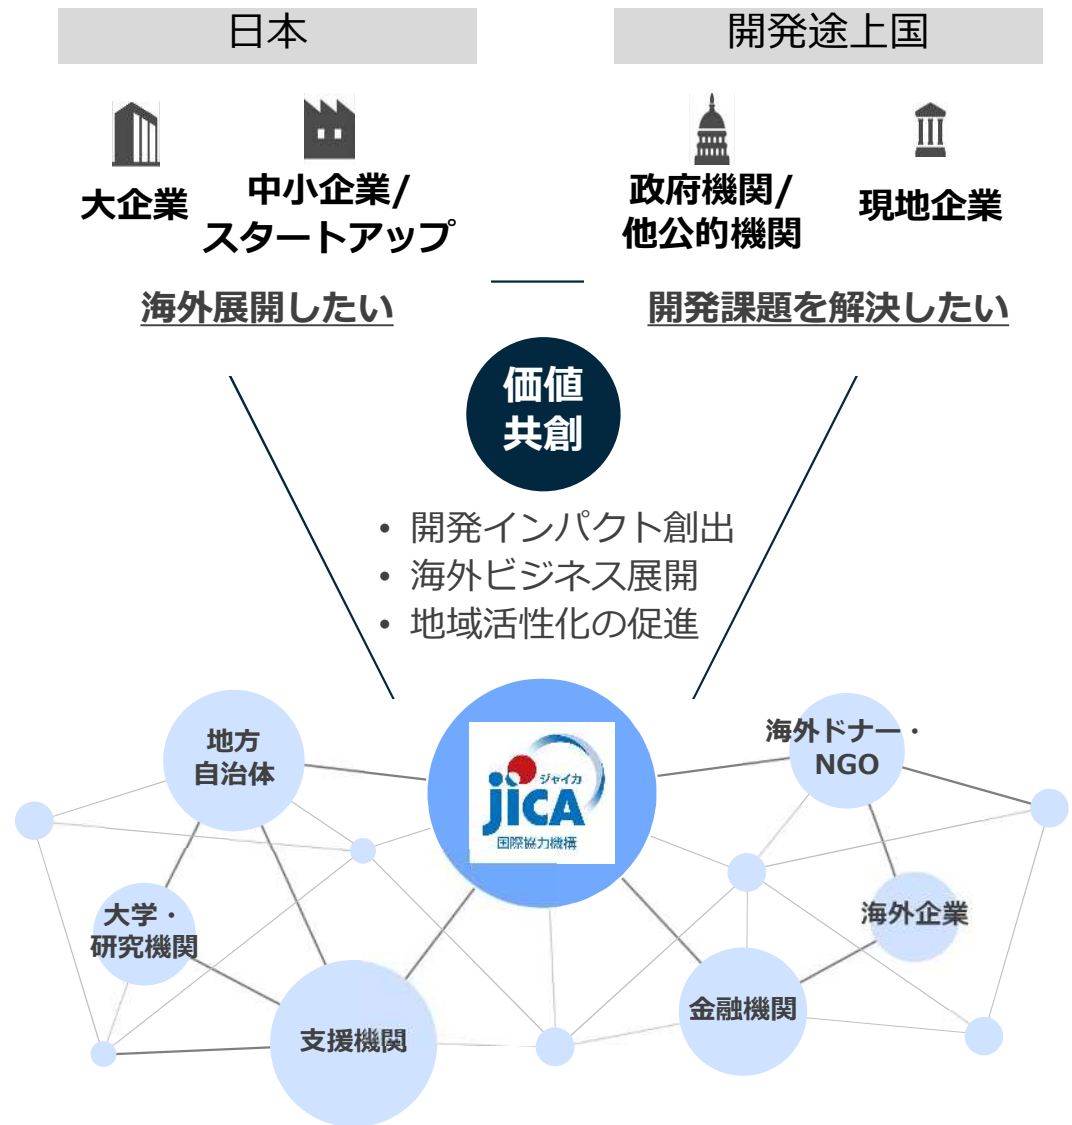 日本
開発途上国
大企業
中小企業/
スタートアップ
政府機関/
他公的機関
現地企業
海外展開したい
開発課題を解決したい
価値
共創
• 開発インパクト創出
• 海外ビジネス展開
• 地域活性化の促進
地方
自治体
ジャイカ
jICA
国際協力機構
海外ドナー・
NGO
大学・
研究機関
海外企業
支援機関
金融機関